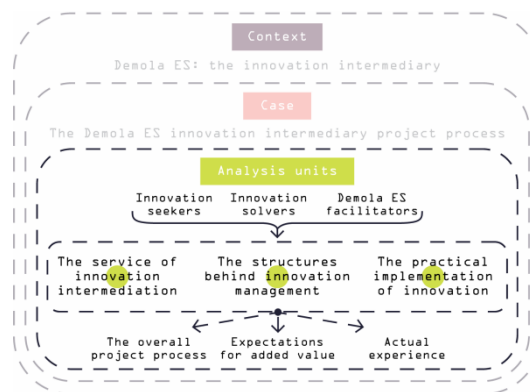 Context
Demola ES: the innovation intermediary
Case
The Demola ES innovation intermediary project process
Analysis units
Innovation seekers
Innovation solvers
Demola ES facilitators
The service of innovation intermediation
The structures behind innovation management
The practical implementation of innovation
The overall project process
Expectations for added value
Actual experience